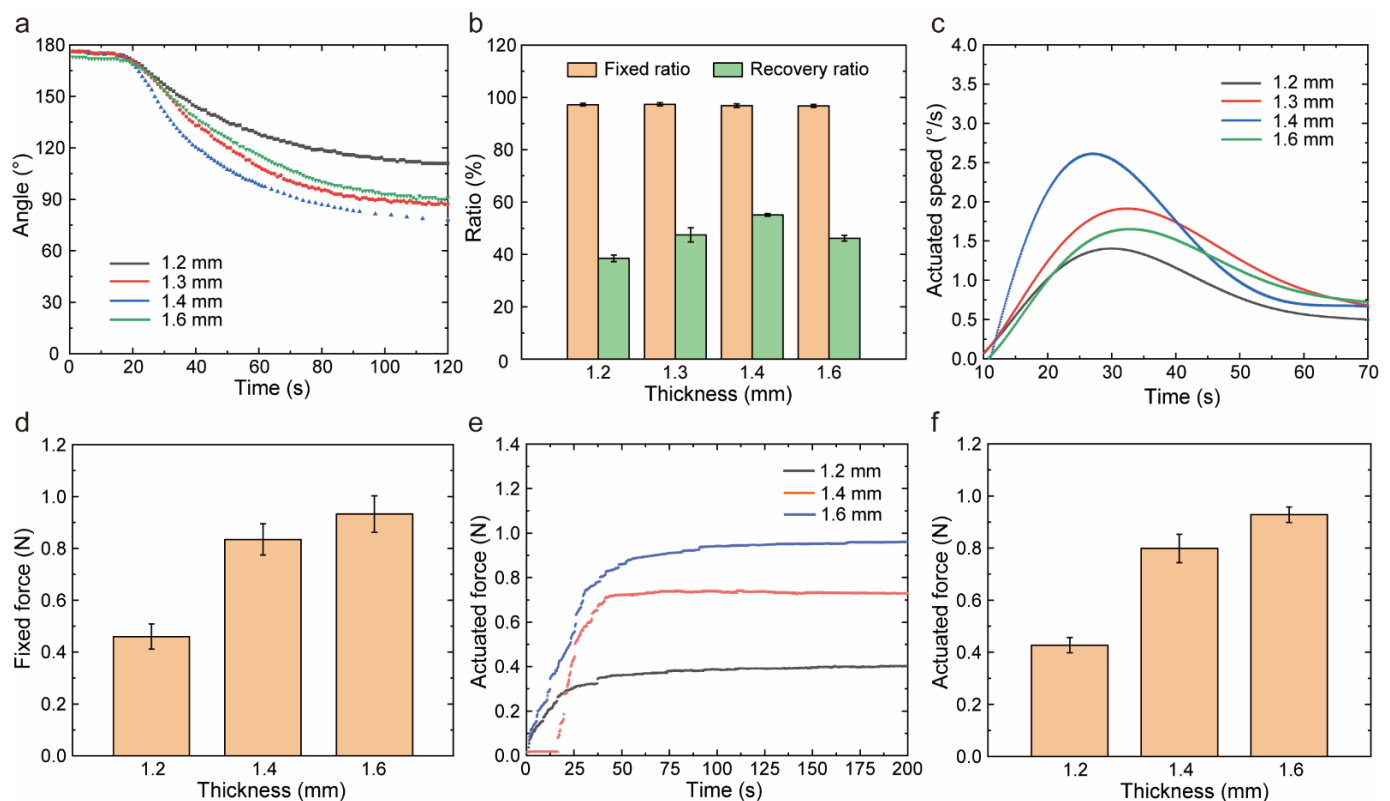 a
180
150
120
90
60
30
0
Angle (°)
1.2 mm
1.3 mm
1.4 mm
1.6 mm
0 20 40 60 80 100 120
Time (s)
b
120
100
80
60
40
20
0
Ratio (%)
Fixed ratio Recovery ratio
1.2 1.3 1.4 1.6
Thickness (mm)
c
4.0
3.5
3.0
2.5
2.0
1.5
1.0
0.5
0.0
Actuated speed (°/s)
1.2 mm
1.3 mm
1.4 mm
1.6 mm
10 20 30 40 50 60 70
Time (s)
d
1.2
1.0
0.8
0.6
0.4
0.2
0.0
Fixed force (N)
1.2 1.4 1.6
Thickness (mm)
e
1.4
1.2
1.0
0.8
0.6
0.4
0.2
0.0
Actuated force (N)
1.2 mm
1.4 mm
1.6 mm
0 25 50 75 100 125 150 175 200
Time (s)
f
1.2
1.0
0.8
0.6
0.4
0.2
0.0
Actuated force (N)
1.2 1.4 1.6
Thickness (mm)